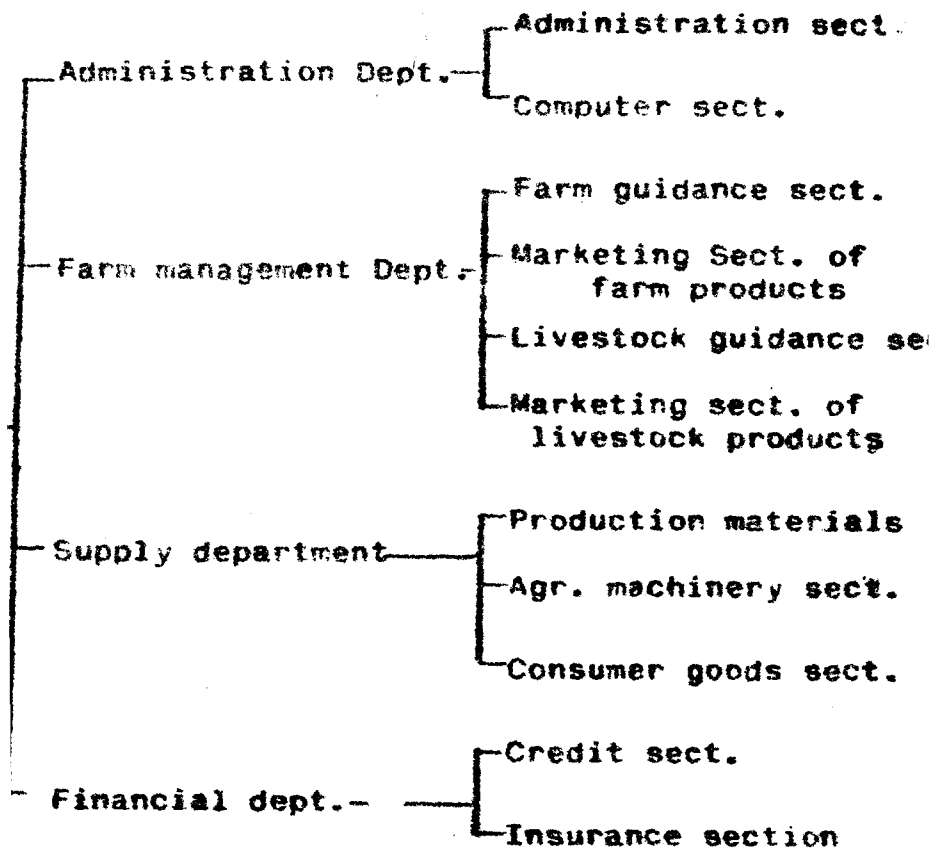 Administration sect.
Administration Dept.
Computer sect.
Farm guidance sect.
Farm management Dept.
Marketing Sect. of
farm products
Livestock guidance
Marketing sect. of
livestock products
Production materials
Supply department
Agr. machinery sect.
Consumer goods sect.
Credit sect.
Financial dept.
Insurance section